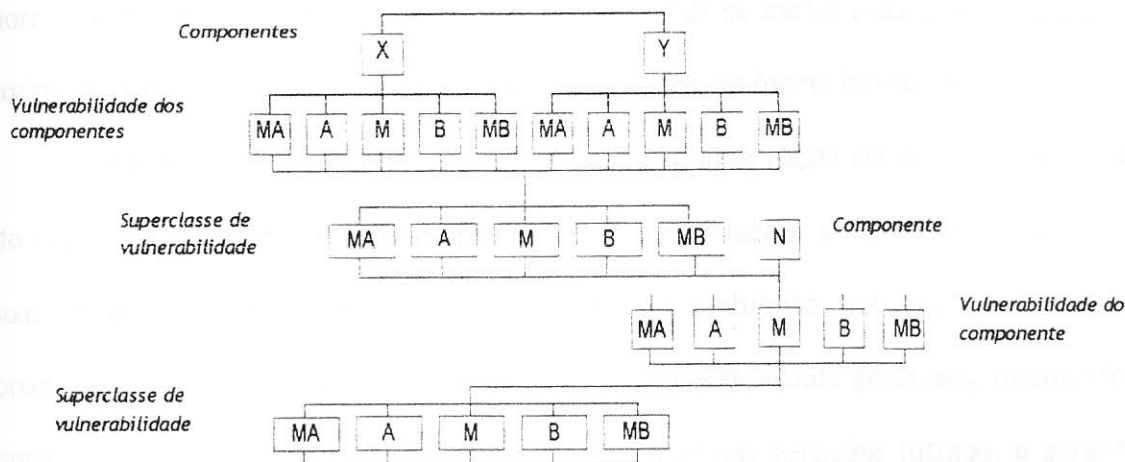 Componentes
X Y
Vulnerabilidade dos
componentes
MA A M B MB MA A M B MB
Superclasse de
vulnerabilidade
MA A M B MB N
Componente
MA A M B MB
Vulnerabilidade do
componente
Superclasse de
vulnerabilidade
MA A M B MB